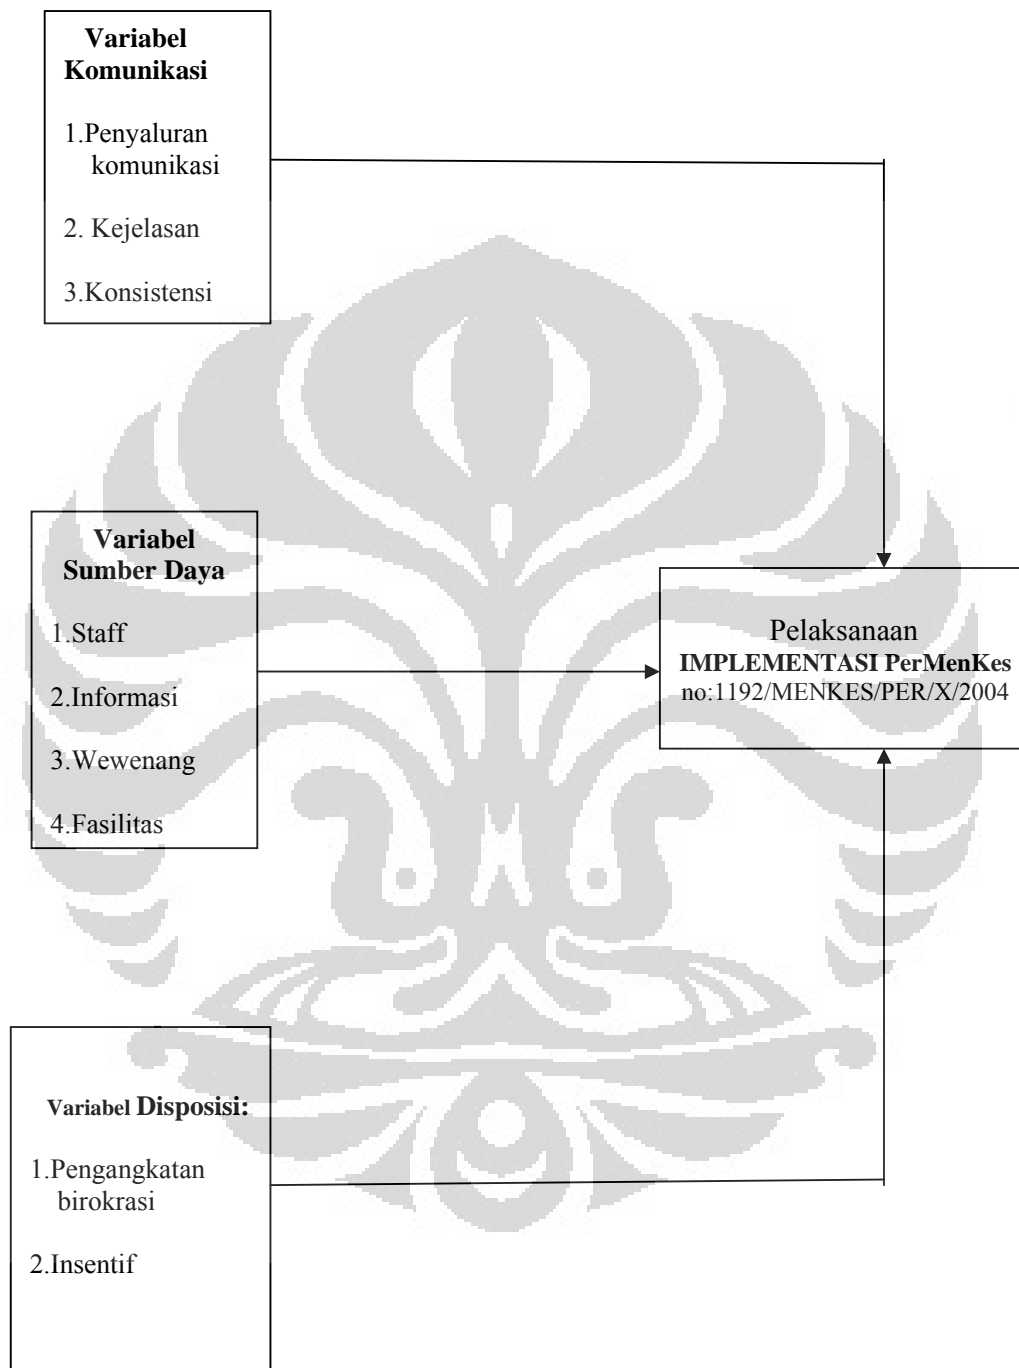 Variabel
Komunikasi
1.Penyaluran
komunikasi
2. Kejelasan
3.Konsistensi
Variabel
Sumber Daya
1.Staff
2.Informasi
3.Wewenang
4.Fasilitas
Pelaksanaan
IMPLEMENTASI PerMenKes
no:1192/MENKES/PER/X/2004
Variabel Disposisi:
1.Pengangkatan
birokrasi
2.Insentif